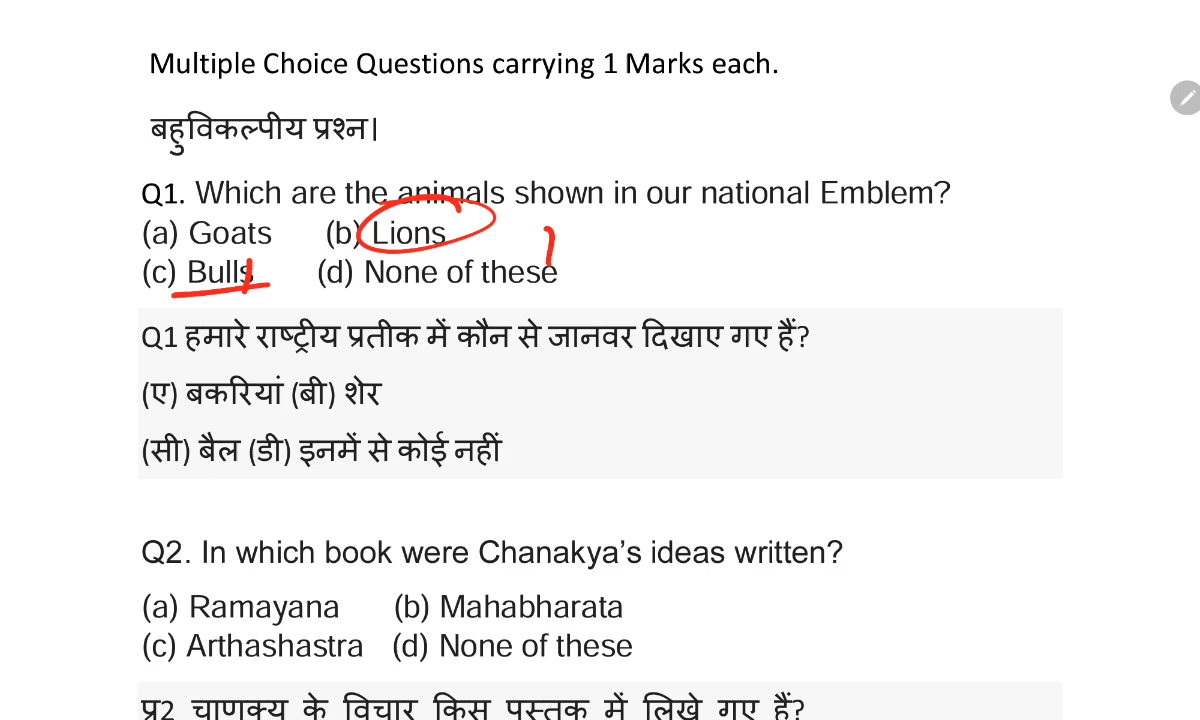 Multiple Choice Questions carrying 1 Marks each.
बहुविकल्पीय प्रश्न|
Q1. Which are the animals shown in our national Emblem?
(a) Goats (b) Lions
(c) Bulls (d) None of these
Q1 हमारे राष्ट्रीय प्रतीक में कौन से जानवर दिखाए गए हैं?
(ए) बकरियां (बी) शेर
(सी) बैल (डी) इनमें से कोई नहीं
Q2. In which book were Chanakya’s ideas written?
(a) Ramayana (b) Mahabharata
(c) Arthashastra (d) None of these
प्र2 चाणक्य के विचार किस पुस्तक में लिखे गए हैं?